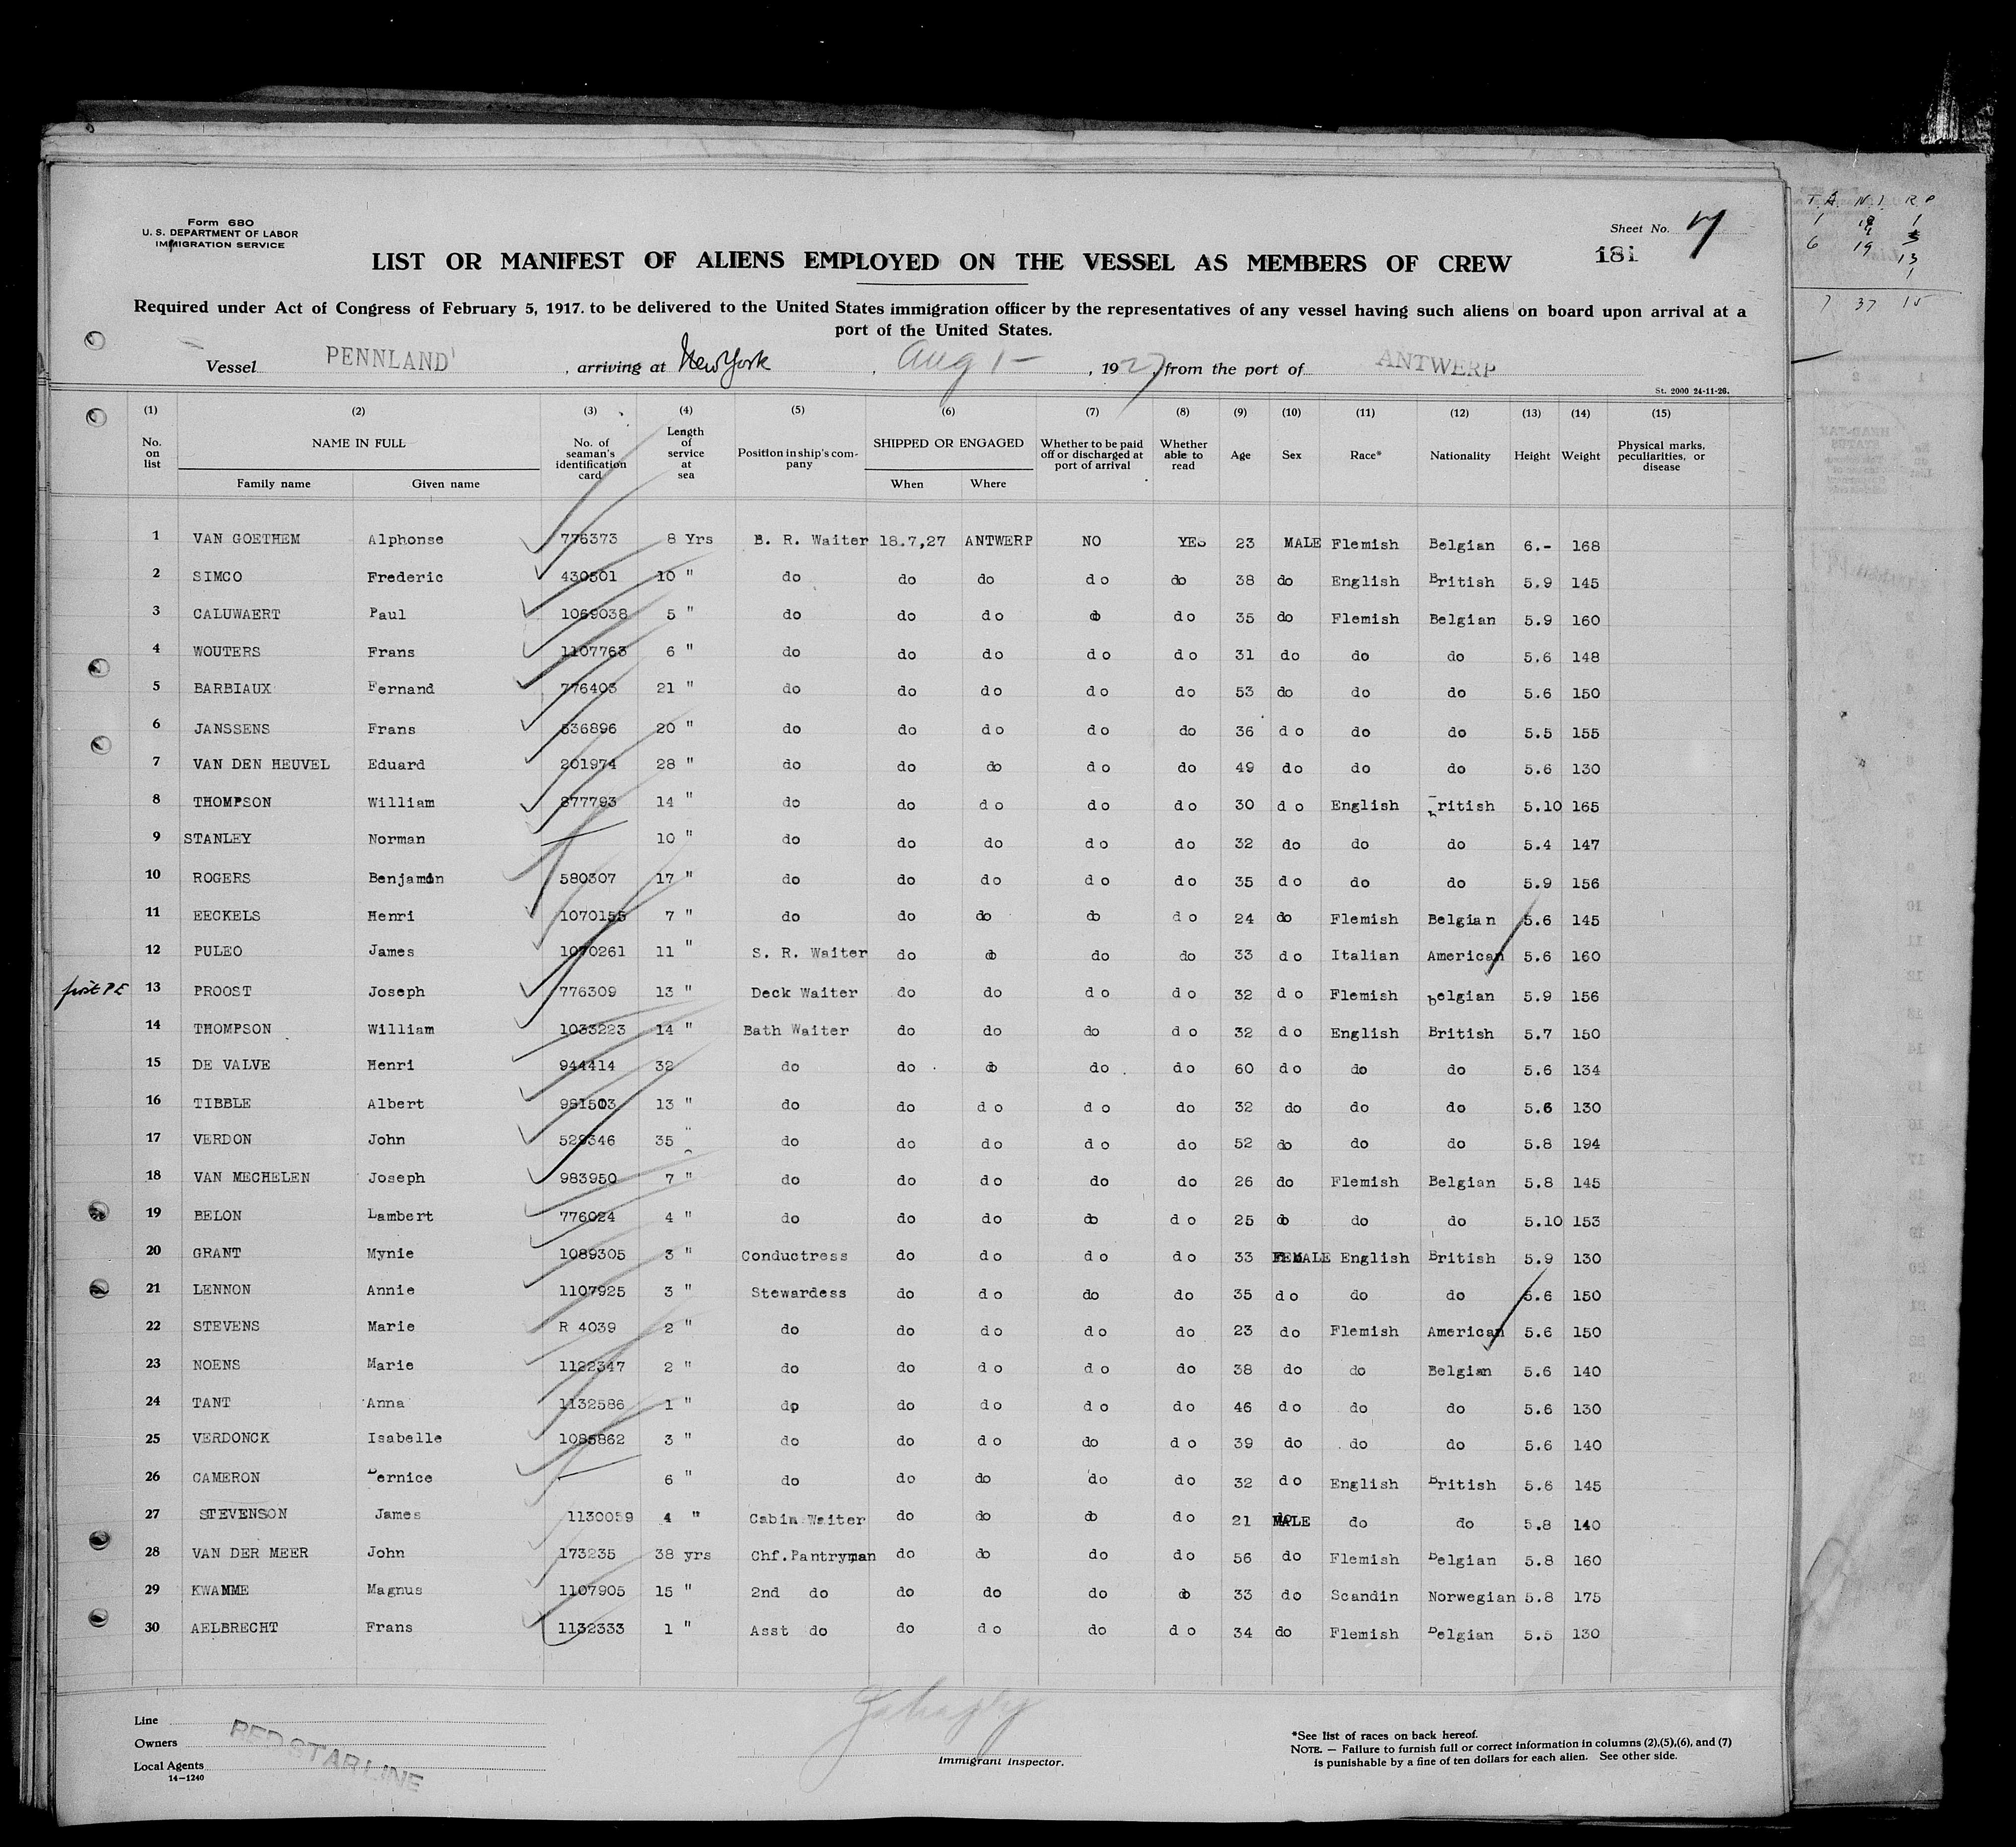 Form 680
U. S. DEPARTMENT OF LABOR
IMMIGRATION SERVICE
Sheet No. 7
181
LIST OR MANIFEST OF ALIENS EMPLOYED ON THE VESSEL AS MEMBERS OF CREW
Required under Act of Congress of February 5, 1917. to be delivered to the United States immigration officer by the representatives of any vessel having such aliens on board upon arrival at a
port of the United States.
Vessel PENNLAND , arriving at New York , Aug 1- , 1927, from the port of ANTWERP
St. 2000 24-11-26.
(1) (2) (3) (4) (5) (6) (7) (8) (9) (10) (11) (12) (13) (14) (15)
No. on list NAME IN FULL Family name Given name No. of seaman's identification card Length of service at sea Position in ship's company SHIPPED OR ENGAGED When Where Whether to be paid off or discharged at port of arrival Whether able to read Age Sex Race* Nationality Height Weight Physical marks, peculiarities, or disease
1 VAN GOETHEM Alphonse 776373 8 Yrs B. R. Waiter 18.7,27 ANTWERP NO YES 23 MALE Flemish Belgian 6.- 168
2 SIMCO Frederic 430501 10 " do do do do do 38 do English British 5.9 145
3 CALUWAERT Paul 1069038 5 " do do do do do 35 do Flemish Belgian 5.9 160
4 WOUTERS Frans 1107763 6 " do do do do do 31 do do do 5.6 148
5 BARBIAUX Fernand 776403 21 " do do do do do 53 do do do 5.6 150
6 JANSSENS Frans 536896 20 " do do do do do 36 do do do 5.5 155
7 VAN DEN HEUVEL Eduard 201974 28 " do do do do do 49 do do do 5.6 130
8 THOMPSON William 877793 14 " do do do do do 30 do English British 5.10 165
9 STANLEY Norman — 10 " do do do do do 32 do do do 5.4 147
10 ROGERS Benjamin 580307 17 " do do do do do 35 do do do 5.9 156
11 EECKELS Henri 1070155 7 " do do do do do 24 do Flemish Belgian 5.6 145
12 PULEO James 1070261 11 " S. R. Waiter do do do do 33 do Italian American 5.6 160
13 PROOST Joseph 776309 13 " Deck Waiter do do do do 32 do Flemish Belgian 5.9 156
14 THOMPSON William 1033223 14 " Bath Waiter do do do do 32 do English British 5.7 150
15 DE VALVE Henri 944414 32 do do do do do 60 do do do 5.6 134
16 TIBBLE Albert 981503 13 " do do do do do 32 do do do 5.6 130
17 VERDON John 529346 35 " do do do do do 52 do do do 5.8 194
18 VAN MECHELEN Joseph 983950 7 " do do do do do 26 do Flemish Belgian 5.8 145
19 BELON Lambert 776024 4 " do do do do do 25 do do do 5.10 153
20 GRANT Mynie 1089305 3 " Conductress do do do do 33 FEMALE English British 5.9 130
21 LENNON Annie 1107925 3 " Stewardess do do do do 35 do do do 5.6 150
22 STEVENS Marie R 4039 2 " do do do do do 23 do Flemish American 5.6 150
23 NOENS Marie 1122347 2 " do do do do do 38 do do Belgian 5.6 140
24 TANT Anna 1132586 1 " do do do do do 46 do do do 5.6 130
25 VERDONCK Isabelle 1085862 3 " do do do do do 39 do do do 5.6 140
26 CAMERON Bernice — 6 " do do do do do 32 do English British 5.6 145
27 STEVENSON James 1130059 4 " Cabin Waiter do do do do 21 MALE do do 5.8 140
28 VAN DER MEER John 173235 38 yrs Chf.Pantryman do do do do 56 do Flemish Belgian 5.8 160
29 KWAMME Magnus 1107905 15 " 2nd do do do do do 33 do Scandin Norwegian 5.8 175
30 AELBRECHT Frans 1132333 1 " Asst do do do do do 34 do Flemish Belgian 5.5 130
Line
Owners
Local Agents
RED STAR LINE
14—1240
Immigrant Inspector.
*See list of races on back hereof.
NOTE. — Failure to furnish full or correct information in columns (2),(5),(6), and (7)
is punishable by a fine of ten dollars for each alien. See other side.
T.A. N.I. R P
7 37 15